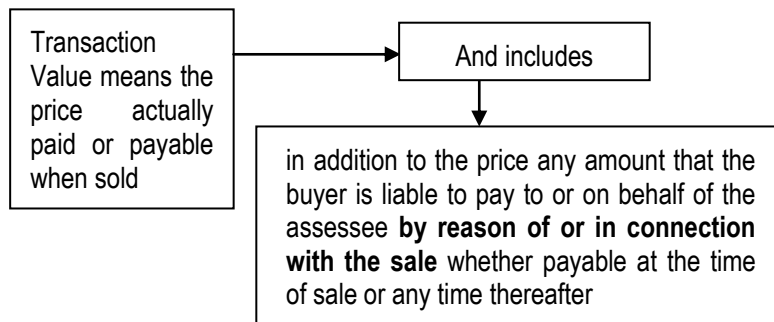 Transaction
Value means the
price actually
paid or payable
when sold
And includes
in addition to the price any amount that the
buyer is liable to pay to or on behalf of the
assessee by reason of or in connection
with the sale whether payable at the time
of sale or any time thereafter